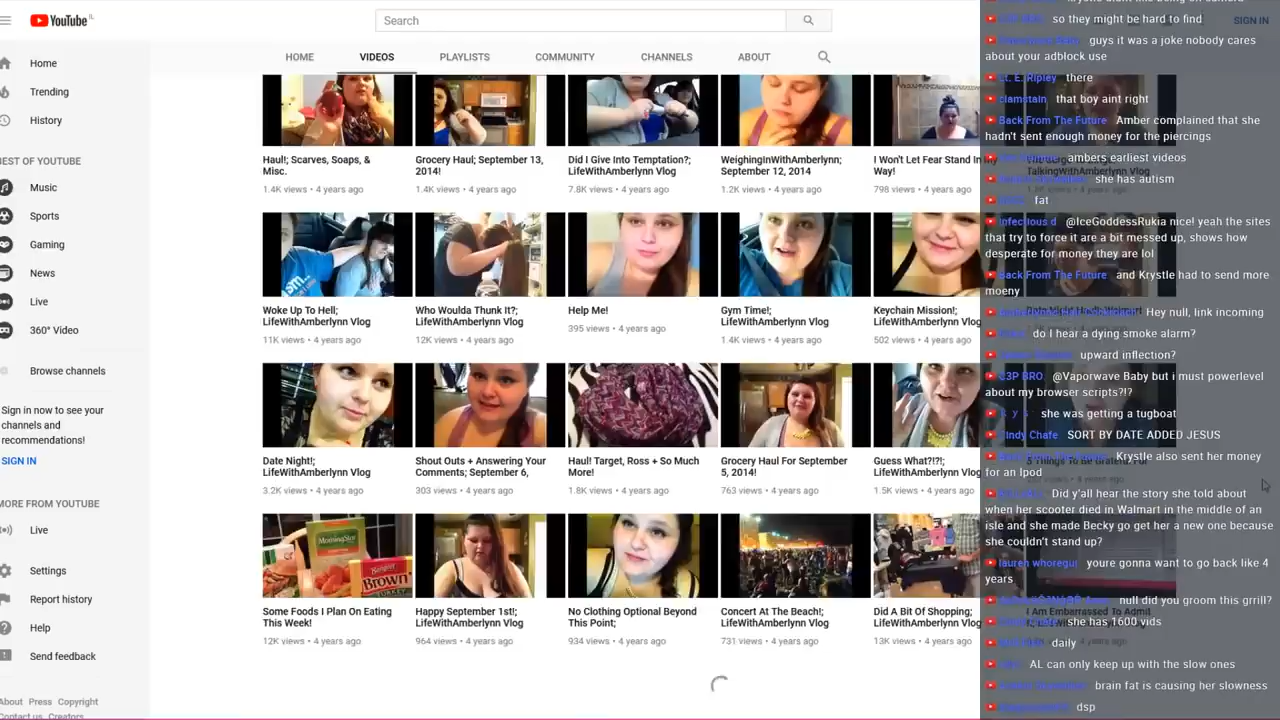 YouTube IL
Search
SIGN IN
Home
Trending
History
BEST OF YOUTUBE
Music
Sports
Gaming
News
Live
360° Video
Browse channels
Sign in now to see your
channels and
recommendations!
SIGN IN
MORE FROM YOUTUBE
Live
Settings
Report history
Help
Send feedback
About Press Copyright
Contact us Creators
HOME VIDEOS PLAYLISTS COMMUNITY CHANNELS ABOUT
Haul!; Scarves, Soaps, &
Misc.
1.4K views • 4 years ago
Grocery Haul; September 13,
2014!
1.4K views • 4 years ago
Did I Give Into Temptation?;
LifeWithAmberlynn Vlog
7.8K views • 4 years ago
WeighingInWithAmberlynn;
September 12, 2014
1.2K views • 4 years ago
I Won't Let Fear Stand In My
Way!
798 views • 4 years ago
TalkingWithAmberlynn Vlog
Woke Up To Hell;
LifeWithAmberlynn Vlog
11K views • 4 years ago
Who Woulda Thunk It?;
LifeWithAmberlynn Vlog
12K views • 4 years ago
Help Me!
395 views • 4 years ago
Gym Time!;
LifeWithAmberlynn Vlog
1.4K views • 4 years ago
Keychain Mission!;
LifeWithAmberlynn Vlog
502 views • 4 years ago
Date Night!;
LifeWithAmberlynn Vlog
3.2K views • 4 years ago
Shout Outs + Answering Your
Comments; September 6,
303 views • 4 years ago
Haul! Target, Ross + So Much
More!
1.8K views • 4 years ago
Grocery Haul For September
5, 2014!
763 views • 4 years ago
Guess What?!?!;
LifeWithAmberlynn Vlog
1.5K views • 4 years ago
Some Foods I Plan On Eating
This Week!
12K views • 4 years ago
Happy September 1st!;
LifeWithAmberlynn Vlog
964 views • 4 years ago
No Clothing Optional Beyond
This Point;
934 views • 4 years ago
Concert At The Beach!;
LifeWithAmberlynn Vlog
731 views • 4 years ago
Did A Bit Of Shopping;
LifeWithAmberlynn Vlog
13K views • 4 years ago
I Am Embarrassed To Admit
so they might be hard to find
guys it was a joke nobody cares
about your adblock use
Lt. E. Ripley there
clamstain that boy aint right
Back From The Future Amber complained that she
hadn't sent enough money for the piercings
ambers earliest videos
she has autism
fat
infectious d @IceGoddessRukia nice! yeah the sites
that try to force it are a bit messed up, shows how
desperate for money they are lol
Back From The Future and Krystle had to send more
moeny
Hey null, link incoming
do I hear a dying smoke alarm?
upward inflection?
C3P BRO @Vaporwave Baby but i must powerlevel
about my browser scripts?!?
she was getting a tugboat
Cindy Chafe SORT BY DATE ADDED JESUS
Krystle also sent her money
for an Ipod
Did y'all hear the story she told about
when her scooter died in Walmart in the middle of an
isle and she made Becky go get her a new one because
she couldn't stand up?
lauren whoregui youre gonna want to go back like 4
years
null did you groom this grrill?
she has 1600 vids
daily
AL can only keep up with the slow ones
brain fat is causing her slowness
dsp